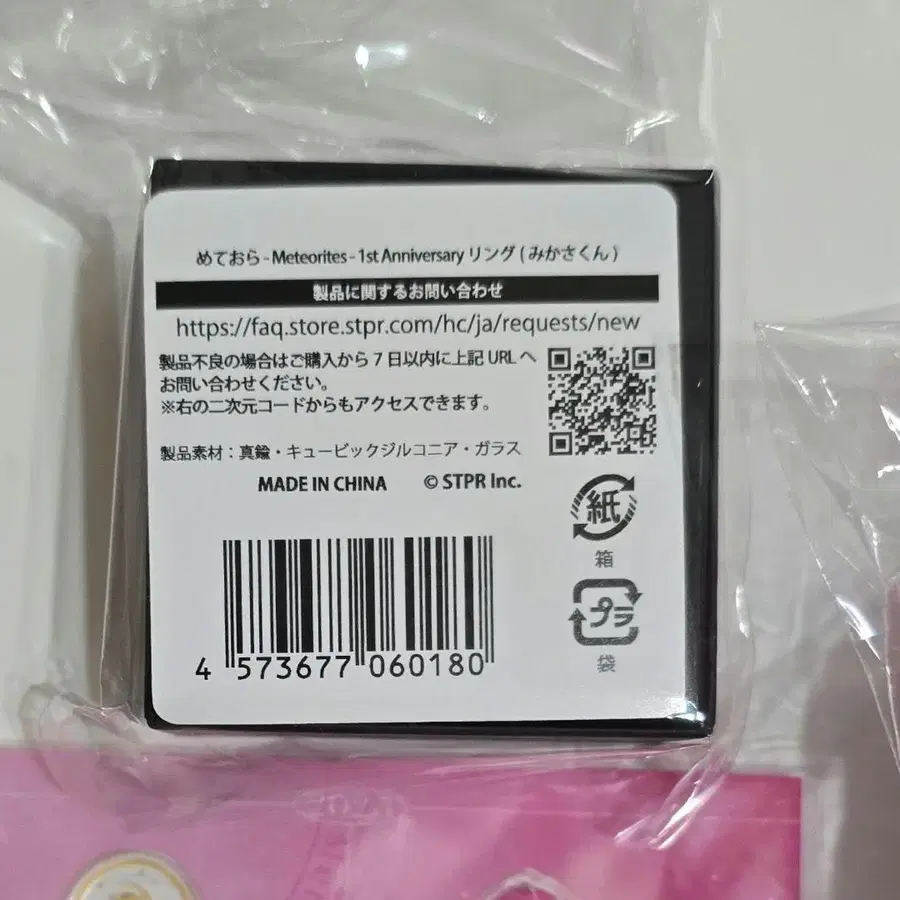 めておら - Meteorites - 1st Anniversary リング ( みかさくん )
製品に関するお問い合わせ
https://faq.store.stpr.com/hc/ja/requests/new
製品不良の場合はご購入から 7 日以内に上記 URL へ
お問い合わせください。
※右の二次元コードからもアクセスできます。
製品素材：真鍮・キュービックジルコニア・ガラス
MADE IN CHINA © STPR Inc.
紙
箱
プラ
袋
4 573677 060180